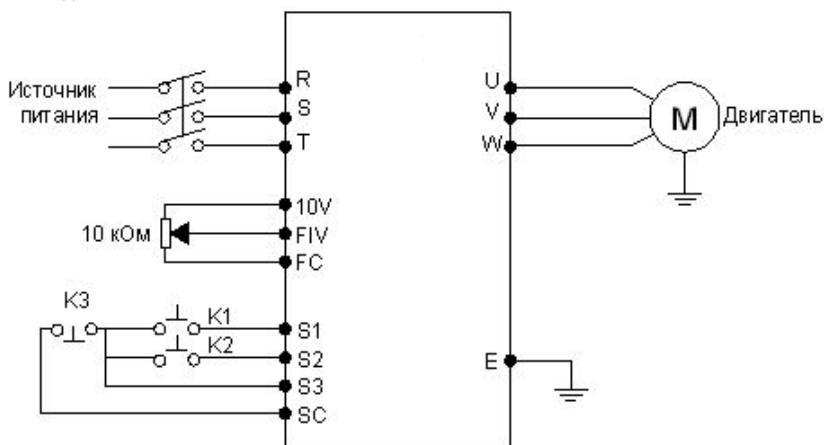 Источник
питания
R
S
T
U
V
W
M
Двигатель
10 кОм
10V
FIV
FC
K3
K1
K2
S1
S2
S3
SC
E